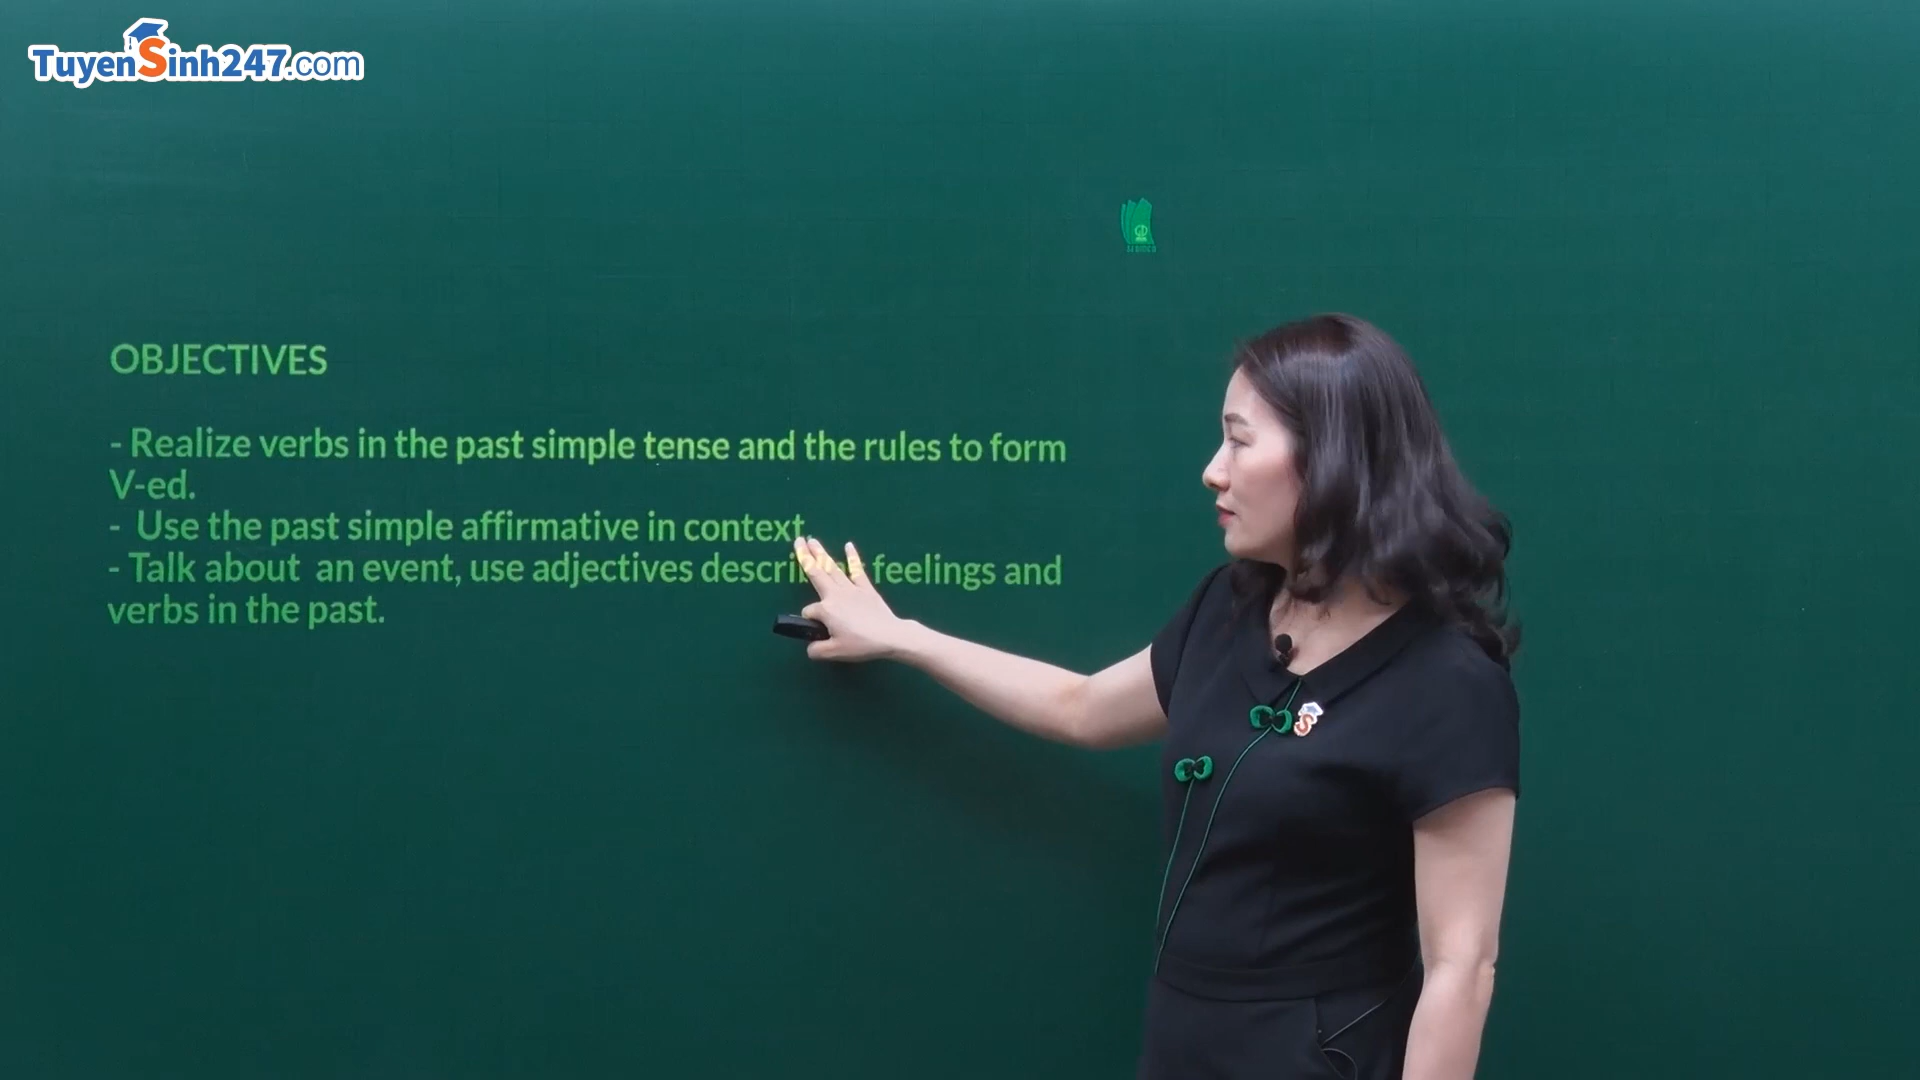 TuyenSinh247.com
OBJECTIVES
- Realize verbs in the past simple tense and the rules to form
V-ed.
- Use the past simple affirmative in context.
- Talk about an event, use adjectives describing feelings and
verbs in the past.
S